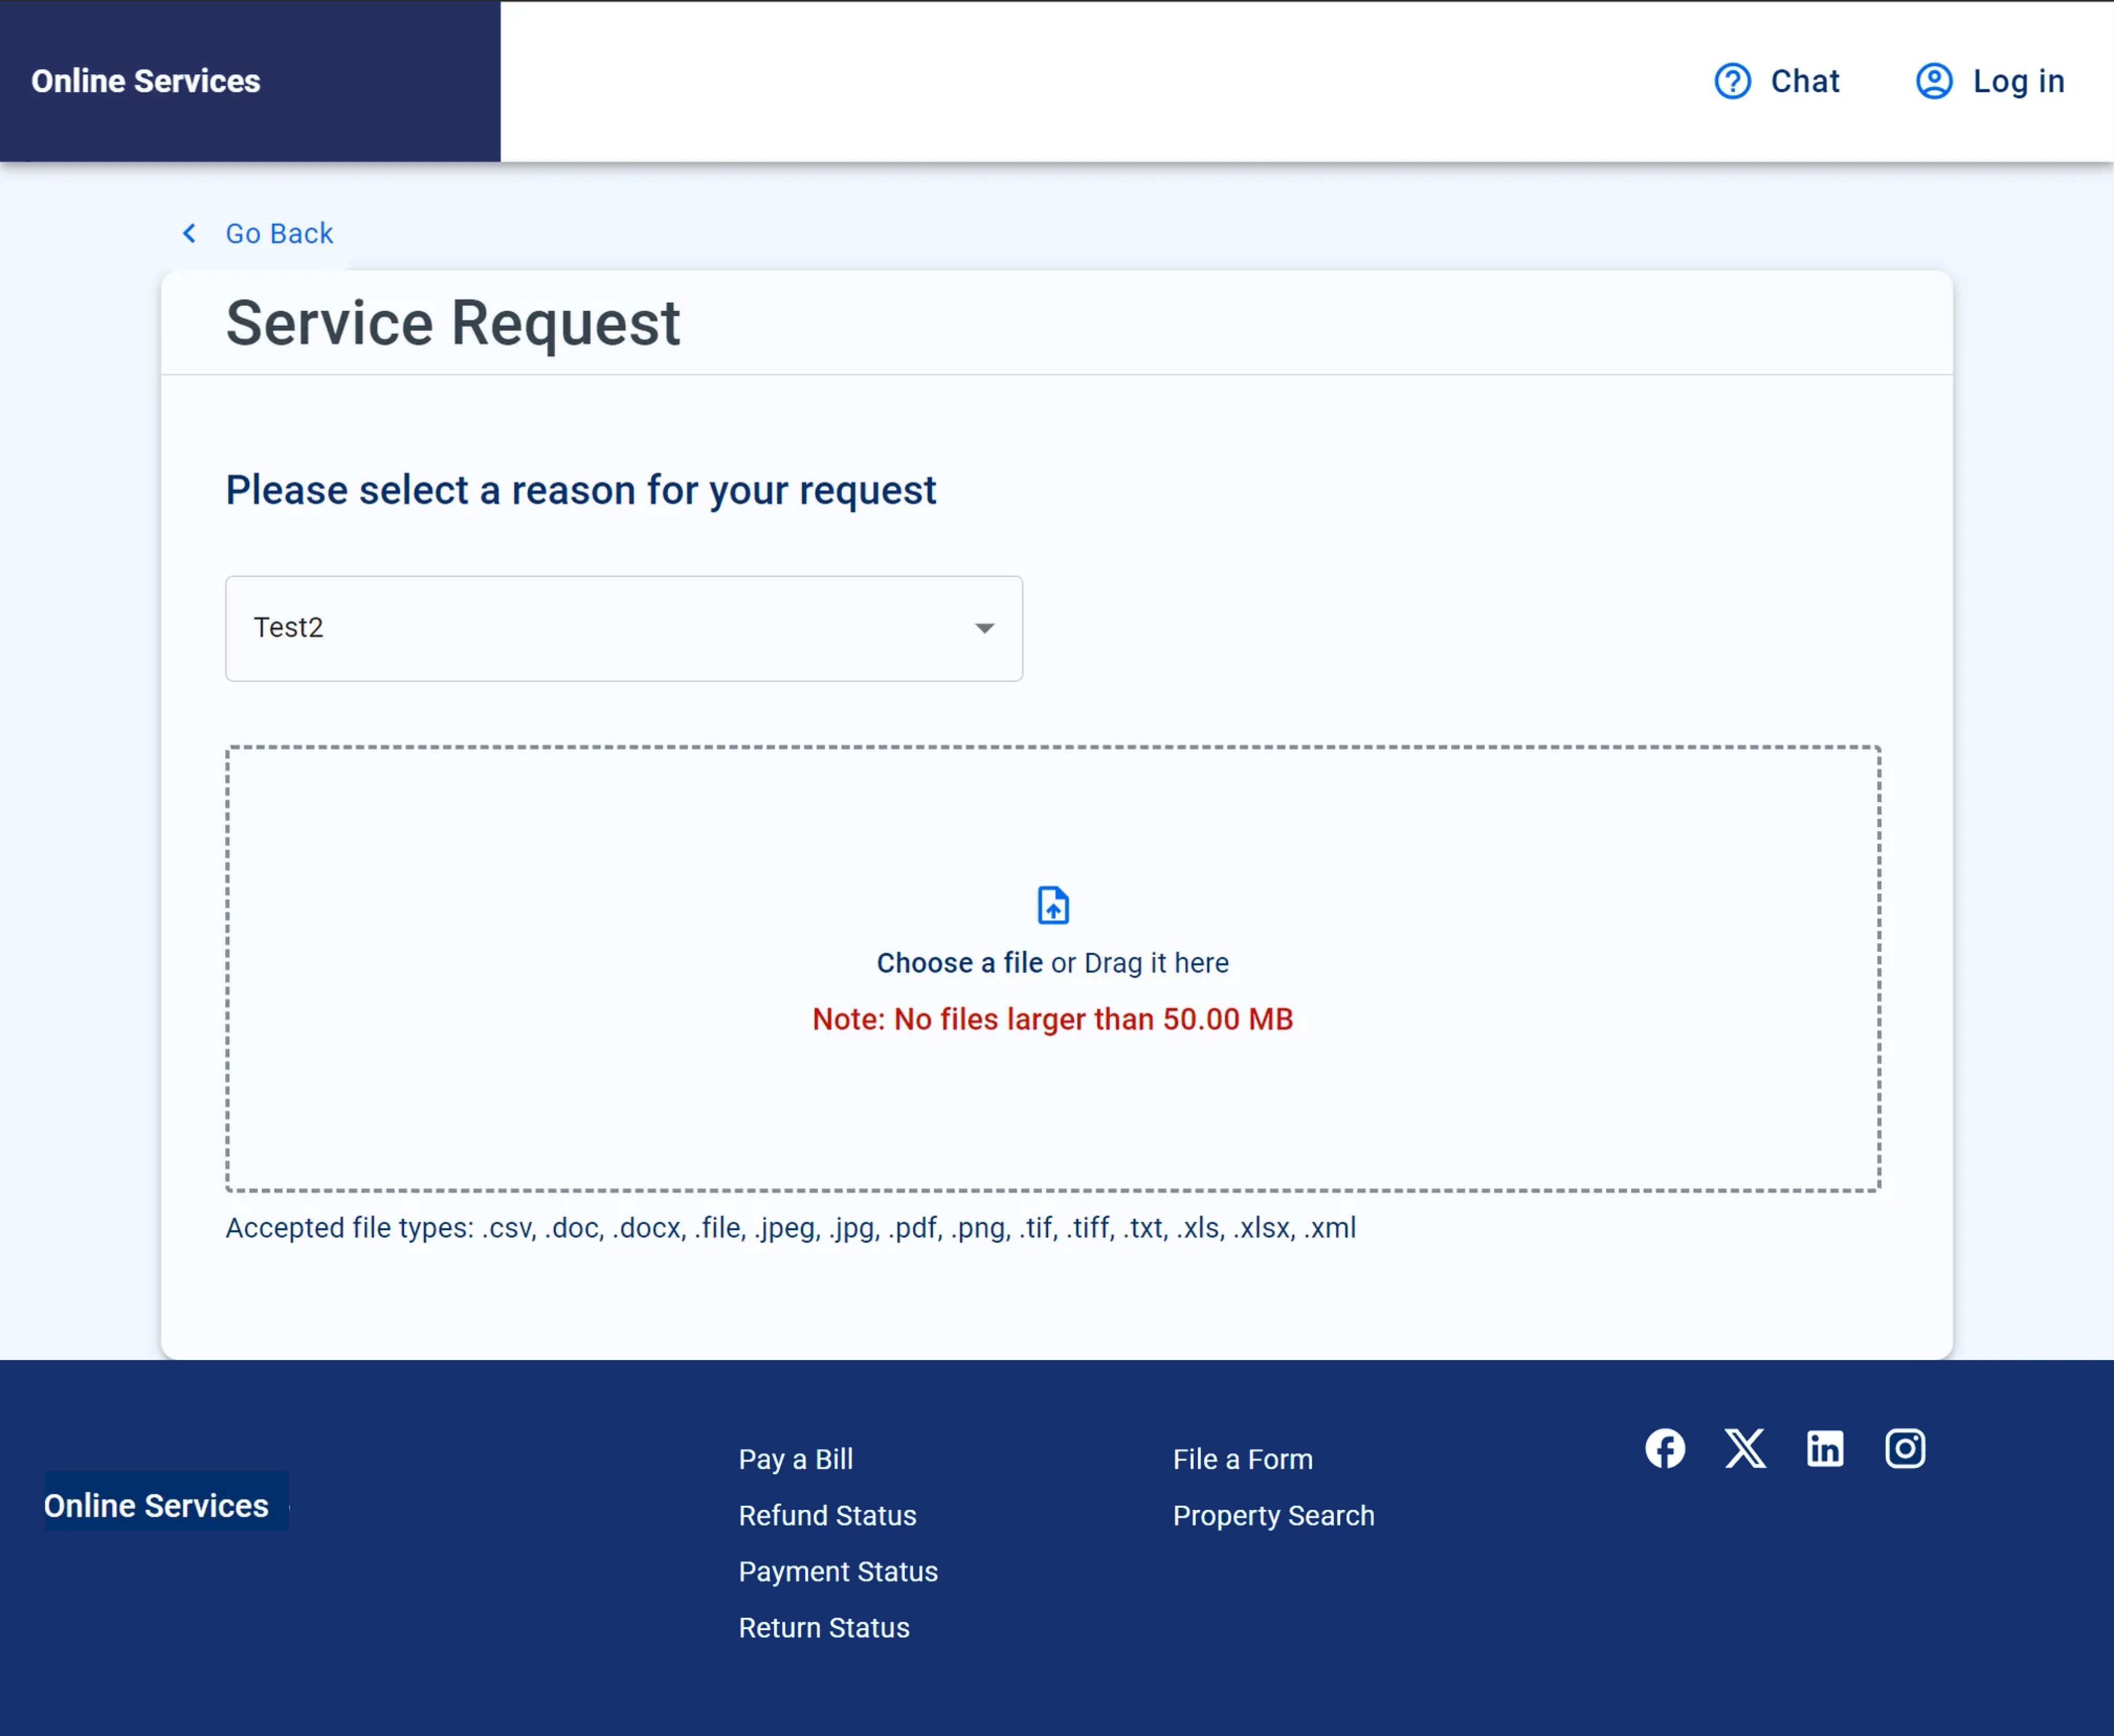 Online Services
Chat
Log in
Go Back
Service Request
Please select a reason for your request
Test2
Choose a file or Drag it here
Note: No files larger than 50.00 MB
Accepted file types: .csv, .doc, .docx, .file, .jpeg, .jpg, .pdf, .png, .tif, .tiff, .txt, .xls, .xlsx, .xml
Online Services
Pay a Bill
Refund Status
Payment Status
Return Status
File a Form
Property Search